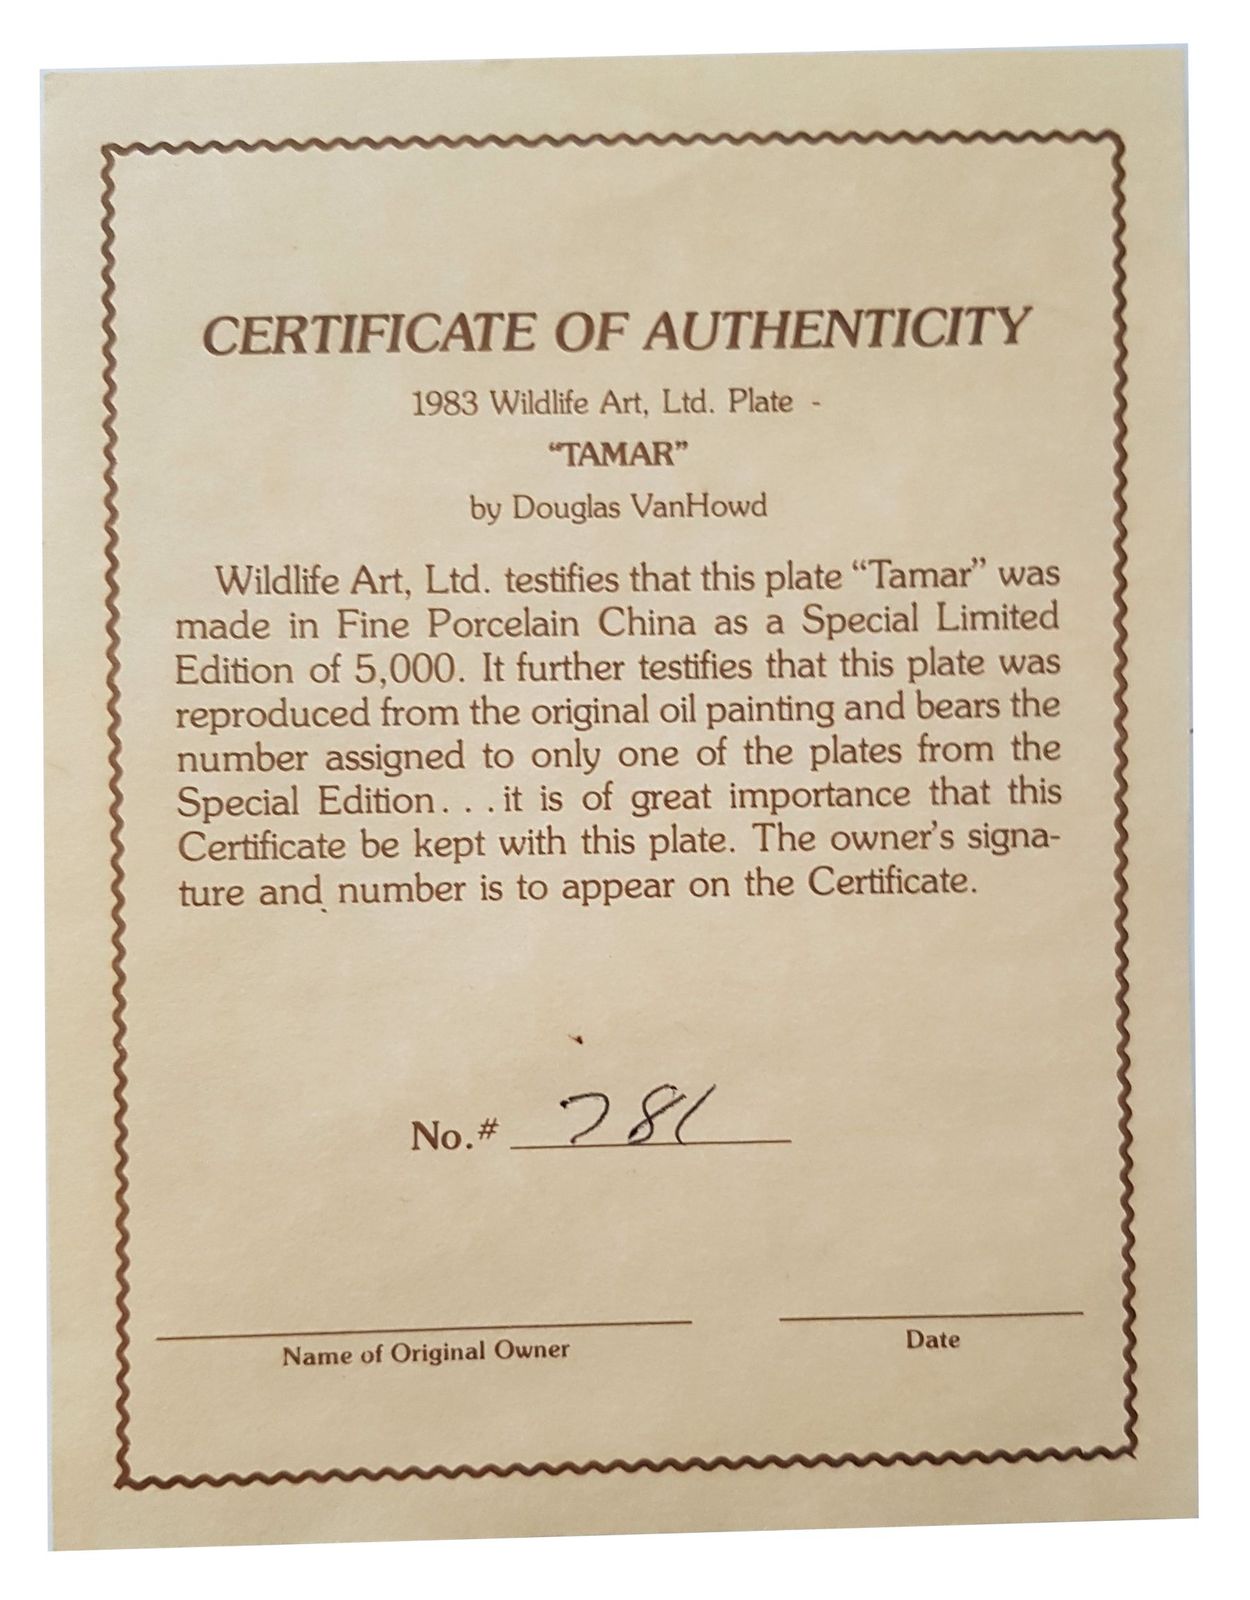 CERTIFICATE OF AUTHENTICITY
1983 Wildlife Art, Ltd. Plate -
“TAMAR”
by Douglas VanHowd
Wildlife Art, Ltd. testifies that this plate “Tamar” was
made in Fine Porcelain China as a Special Limited
Edition of 5,000. It further testifies that this plate was
reproduced from the original oil painting and bears the
number assigned to only one of the plates from the
Special Edition. . . it is of great importance that this
Certificate be kept with this plate. The owner’s signa-
ture and number is to appear on the Certificate.
No.# 781
Name of Original Owner
Date